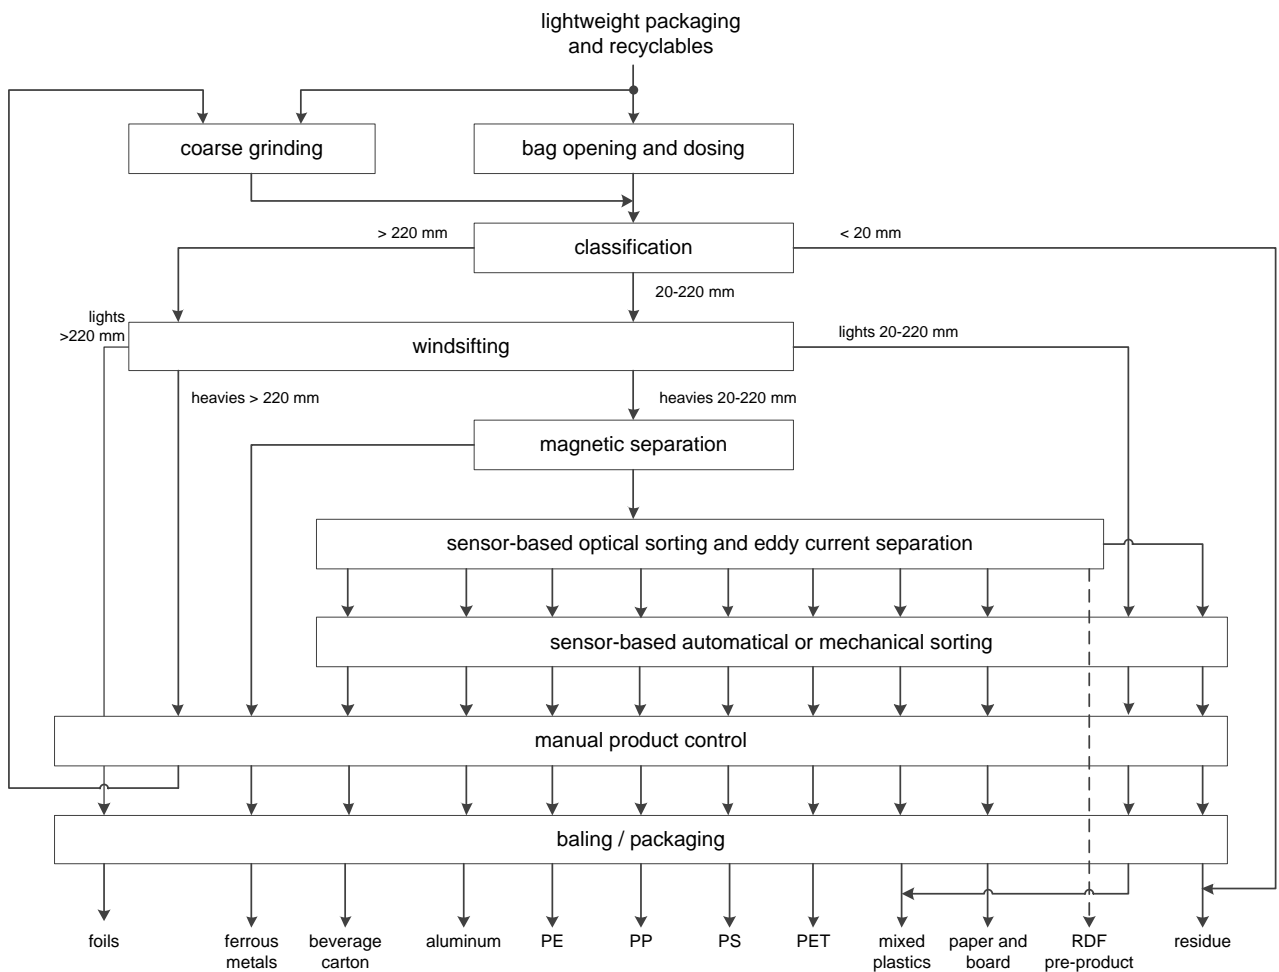 lightweight packaging
and recyclables
coarse grinding
bag opening and dosing
> 220 mm
classification
< 20 mm
20-220 mm
lights
>220 mm
windsifting
lights 20-220 mm
heavies > 220 mm
heavies 20-220 mm
magnetic separation
sensor-based optical sorting and eddy current separation
sensor-based automatical or mechanical sorting
manual product control
baling / packaging
foils
ferrous
metals
beverage
carton
aluminum
PE
PP
PS
PET
mixed
plastics
paper and
board
RDF
pre-product
residue